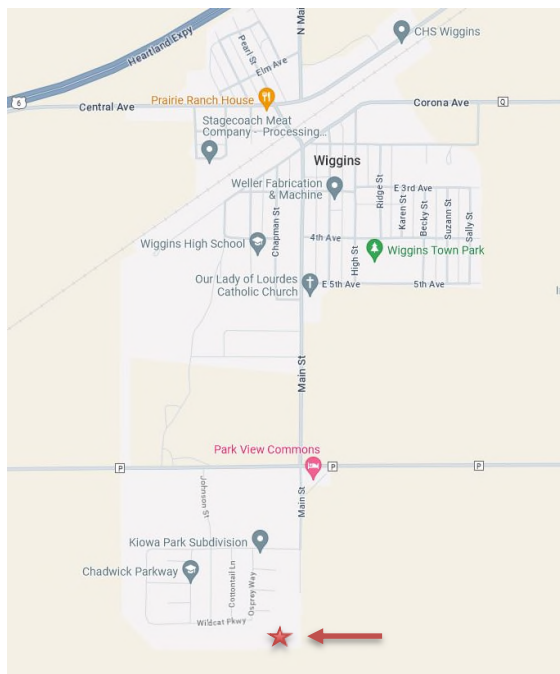 Heartland Expy
N Main
CHS Wiggins
Pearl St
Elm Ave
6
Central Ave
Prairie Ranch House
Corona Ave
Q
Stagecoach Meat
Company - Processing...
Wiggins
Weller Fabrication
& Machine
E 3rd Ave
Ridge St
Karen St
Becky St
Suzann St
Sally St
Chapman St
4th Ave
Wiggins High School
High St
Wiggins Town Park
Our Lady of Lourdes
Catholic Church
E 5th Ave
5th Ave
Main St
Park View Commons
P
P
P
Johnson St
Main St
Kiowa Park Subdivision
Chadwick Parkway
Cottontail Ln
Osprey Way
Wildcat Pkwy